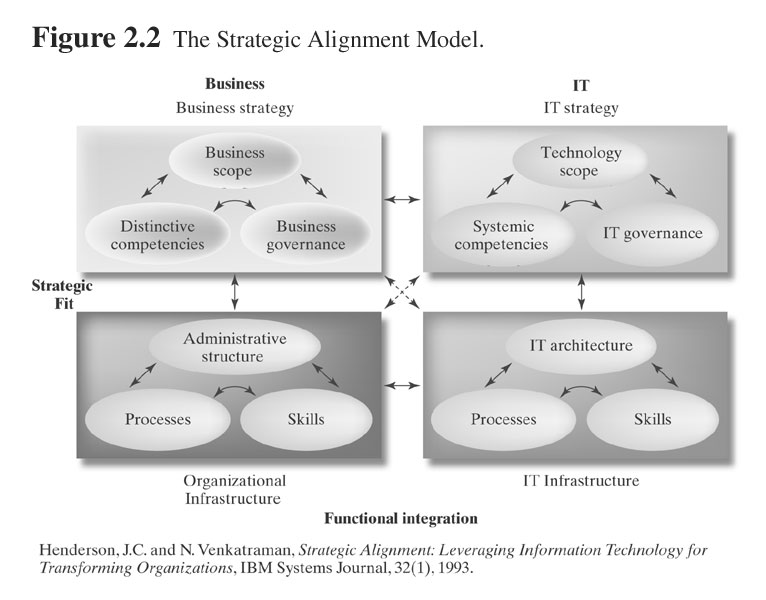 Figure 2.2 The Strategic Alignment Model.
Business
Business strategy
IT
IT strategy
Business
scope
Distinctive
competencies
Business
governance
Technology
scope
Systemic
competencies
IT governance
Strategic
Fit
Administrative
structure
Processes
Skills
IT architecture
Processes
Skills
Organizational
Infrastructure
IT Infrastructure
Functional integration
Henderson, J.C. and N. Venkatraman, Strategic Alignment: Leveraging Information Technology for
Transforming Organizations, IBM Systems Journal, 32(1), 1993.